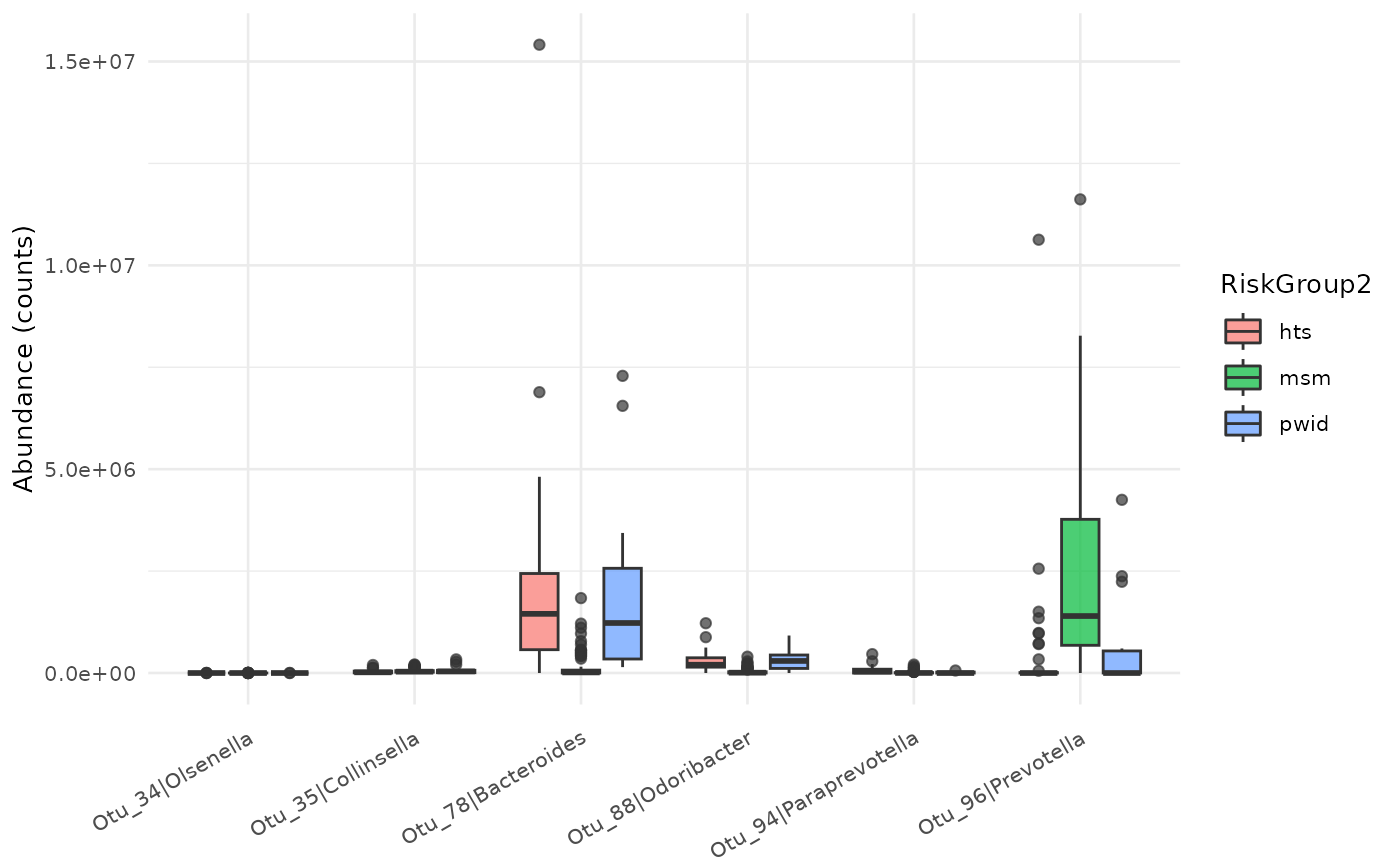 1.5e+07
1.0e+07
5.0e+06
0.0e+00
Abundance (counts)
Otu_34|Olsenella
Otu_35|Collinsella
Otu_78|Bacteroides
Otu_88|Odoribacter
Otu_94|Paraprevotella
Otu_96|Prevotella
RiskGroup2
hts
msm
pwid